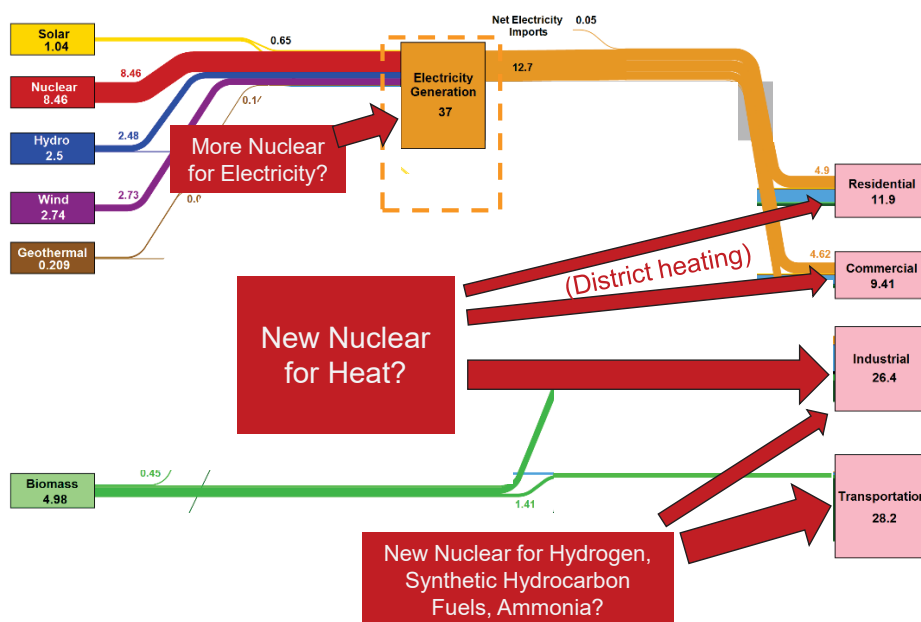 Net Electricity
Imports
0.05
Solar
1.04
0.65
Nuclear
8.46
8.46
Electricity
Generation
37
12.7
Hydro
2.5
2.48
More Nuclear
for Electricity?
Wind
2.74
2.73
4.9
Residential
11.9
Geothermal
0.209
(District heating)
4.62
Commercial
9.41
New Nuclear
for Heat?
Industrial
26.4
Biomass
4.98
0.45
1.41
Transportation
28.2
New Nuclear for Hydrogen,
Synthetic Hydrocarbon
Fuels, Ammonia?